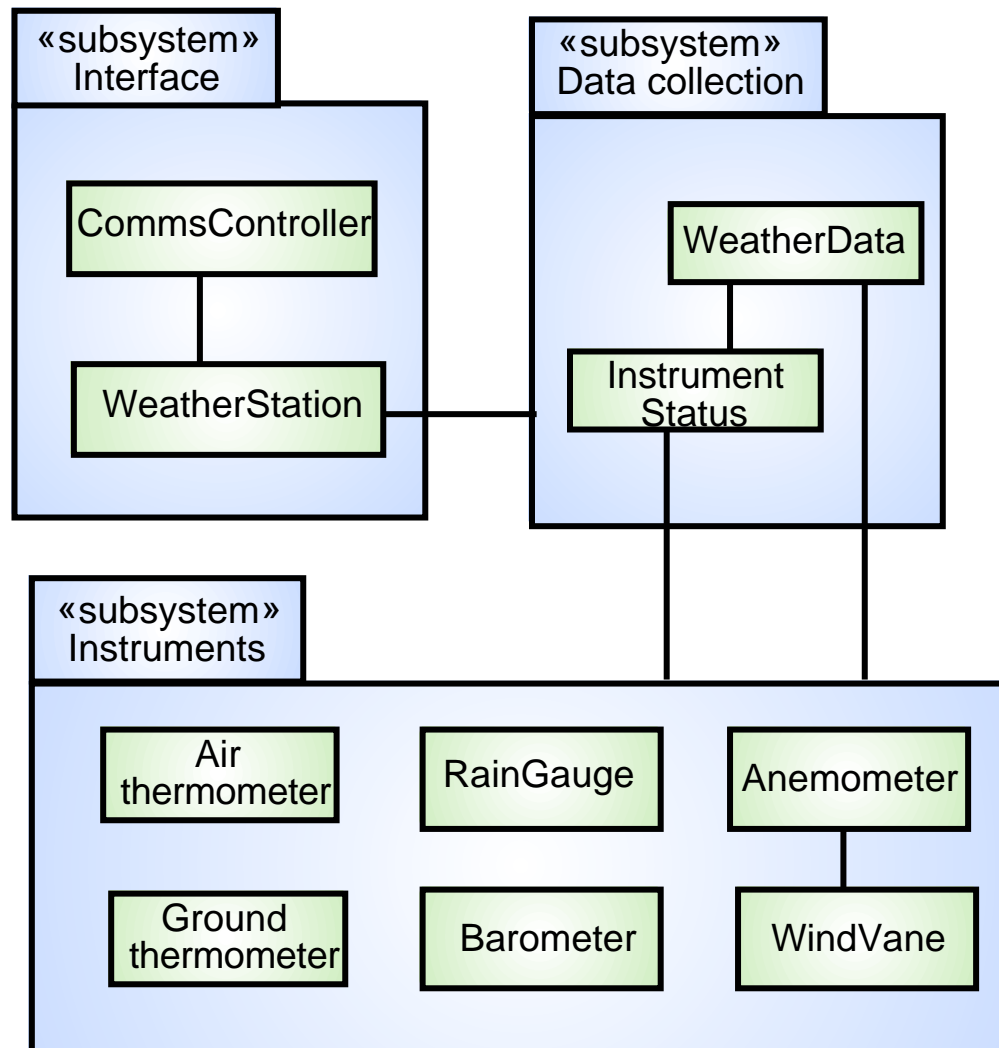 «subsystem»
Interface
CommsController
WeatherStation
«subsystem»
Data collection
WeatherData
Instrument
Status
«subsystem»
Instruments
Air
thermometer
RainGauge
Anemometer
Ground
thermometer
Barometer
WindVane